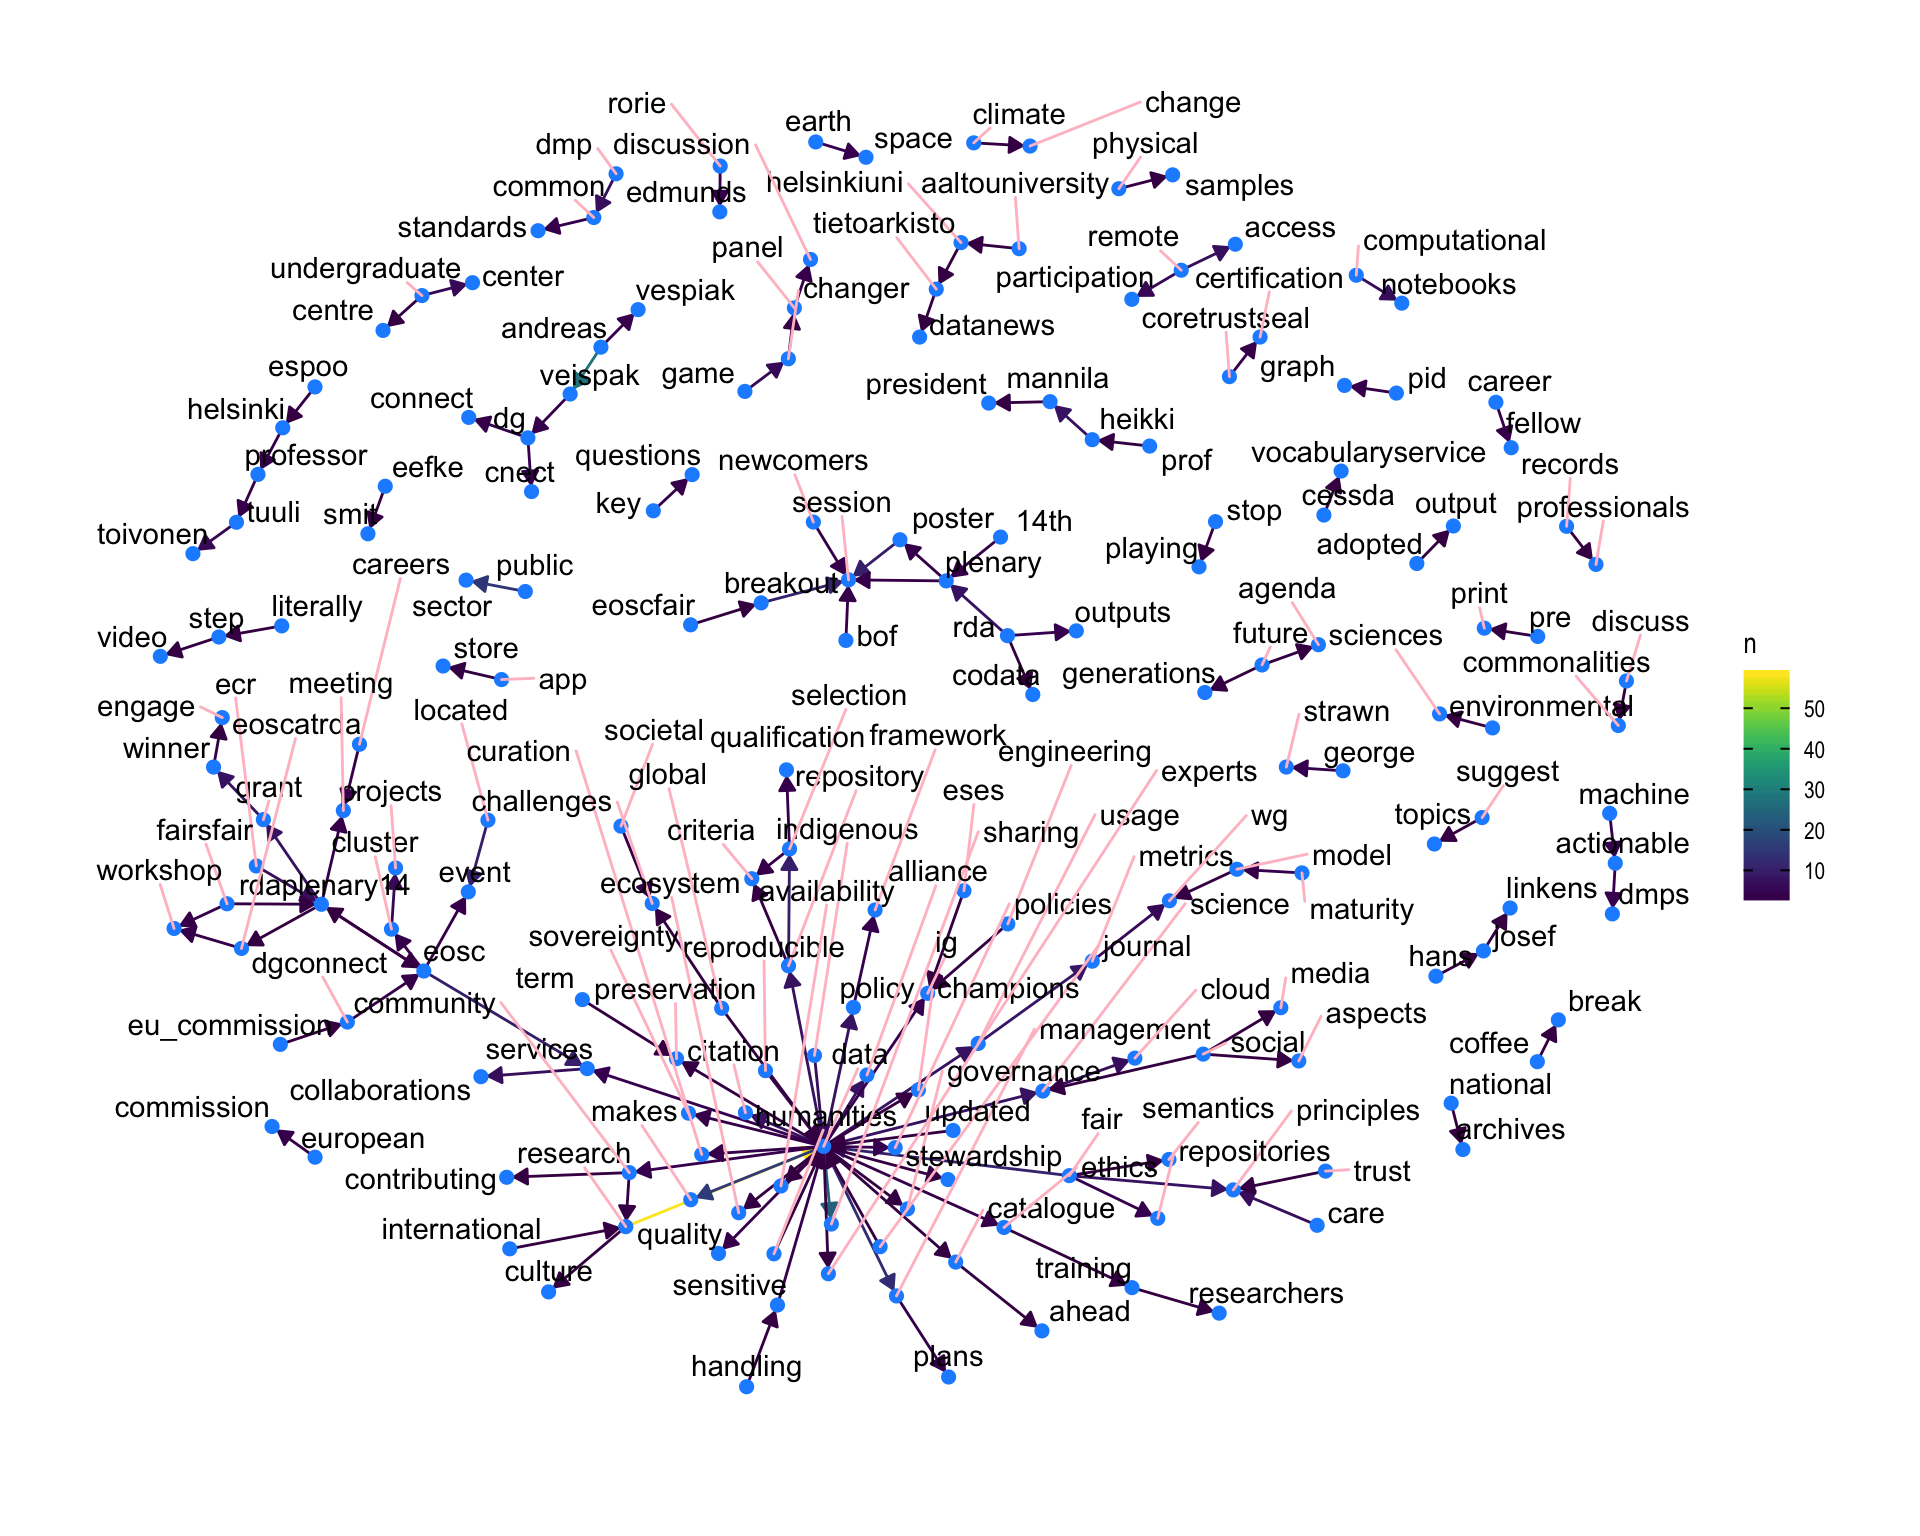 rorie
climate
change
earth
dmp
discussion
space
physical
common
edmunds
helsinkiuni
aaltouniversity
samples
standards
tietoarkisto
remote
access
computational
panel
undergraduate
center
participation
certification
notebooks
centre
vespiak
changer
andreas
datanews
coretrustseal
espoo
veispak
game
president
mannila
graph
pid
career
helsinki
connect
dg
heikki
fellow
professor
eefke
cnect
questions
newcomers
prof
vocabularyservice
records
toivonen
tuuli
smit
key
session
poster
14th
stop
cessda
output
professionals
careers
public
breakout
plenary
playing
adopted
video
step
literally
sector
eoscfair
bof
rda
outputs
agenda
print
pre
discuss
store
future
sciences
commonalities
engage
ecr
meeting
app
codata
generations
environmental
winner
eoscatrda
located
selection
strawn
curation
societal
qualification
framework
engineering
george
grant
projects
global
repository
experts
suggest
fairsfair
challenges
eses
topics
machine
cluster
criteria
indigenous
sharing
usage
wg
actionable
workshop
rdaplenary14
event
ecosystem
availability
alliance
metrics
model
linkens
dmps
sovereignty
reproducible
policies
science
maturity
josef
dgconnect
eosc
term
preservation
ig
journal
hans
community
policy
champions
cloud
media
break
eu_commission
services
citation
data
management
social
aspects
coffee
collaborations
governance
national
commission
makes
humanities
updated
fair
semantics
principles
archives
european
research
stewardship
ethics
repositories
trust
contributing
international
quality
catalogue
care
culture
sensitive
training
ahead
researchers
handling
plans
n
50
40
30
20
10